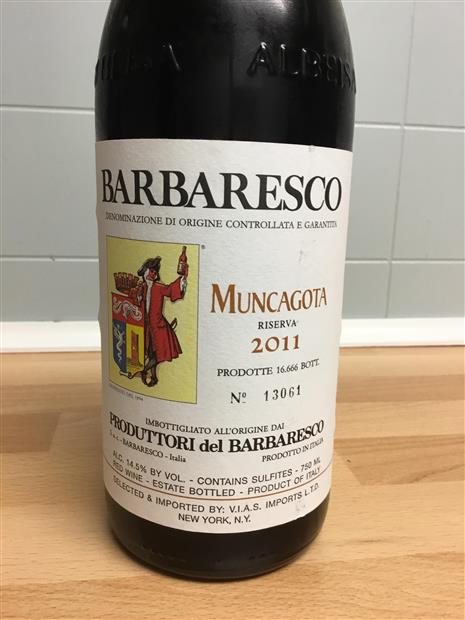 ALBEISA
BARBARESCO
DENOMINAZIONE DI ORIGINE CONTROLLATA E GARANTITA
®
MUNCAGOTA
RISERVA
2011
PRODOTTE 16.666 BOTT.
Nº 13061
IMBOTTIGLIATO ALL'ORIGINE DAI
PRODUTTORI del BARBARESCO
BARBARESCO - Italia PRODOTTO IN ITALIA
ALC. 14.5% BY VOL. - CONTAINS SULFITES - 750 ML
RED WINE - ESTATE BOTTLED - PRODUCT OF ITALY
SELECTED & IMPORTED BY: V.I.A.S. IMPORTS L.T.D.
NEW YORK, N.Y.